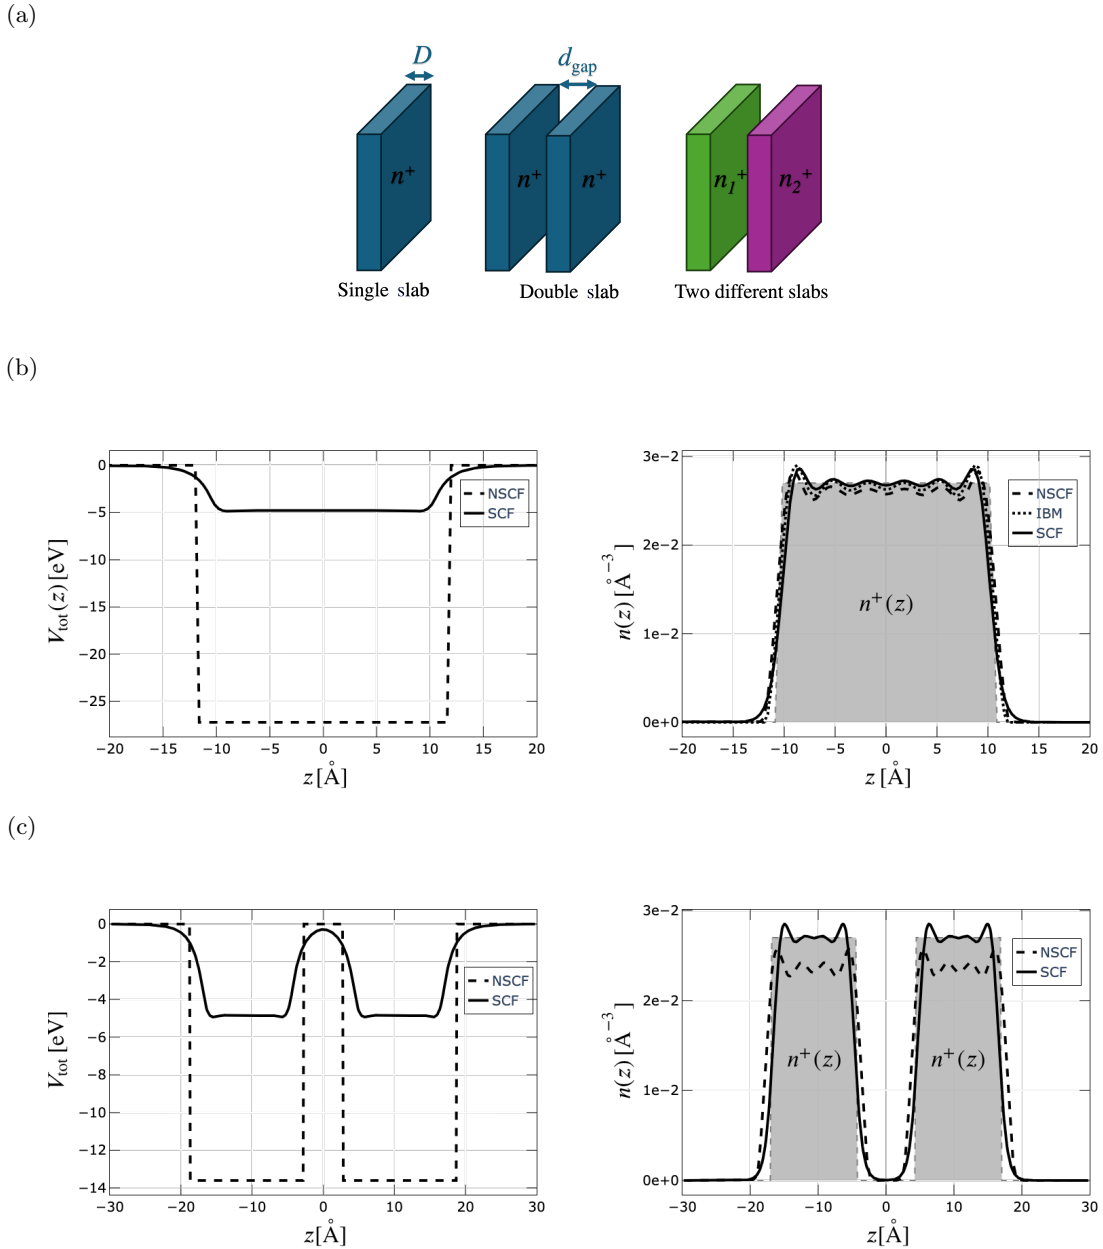 (a)
D
d_gap
n⁺
n⁺
n⁺
n₁⁺
n₂⁺
Single slab
Double slab
Two different slabs
(b)
0
−5
−10
−15
−20
−25
−20 −15 −10 −5 0 5 10 15 20
V_tot(z) [eV]
z [Å]
NSCF
SCF
3e−2
2e−2
1e−2
0e+0
−20 −15 −10 −5 0 5 10 15 20
n(z) [Å⁻³]
z [Å]
n⁺(z)
NSCF
IBM
SCF
(c)
0
−2
−4
−6
−8
−10
−12
−14
−30 −20 −10 0 10 20 30
V_tot [eV]
z [Å]
NSCF
SCF
3e−2
2e−2
1e−2
0e+0
−30 −20 −10 0 10 20 30
n(z) [Å⁻³]
z [Å]
n⁺(z)
n⁺(z)
NSCF
SCF